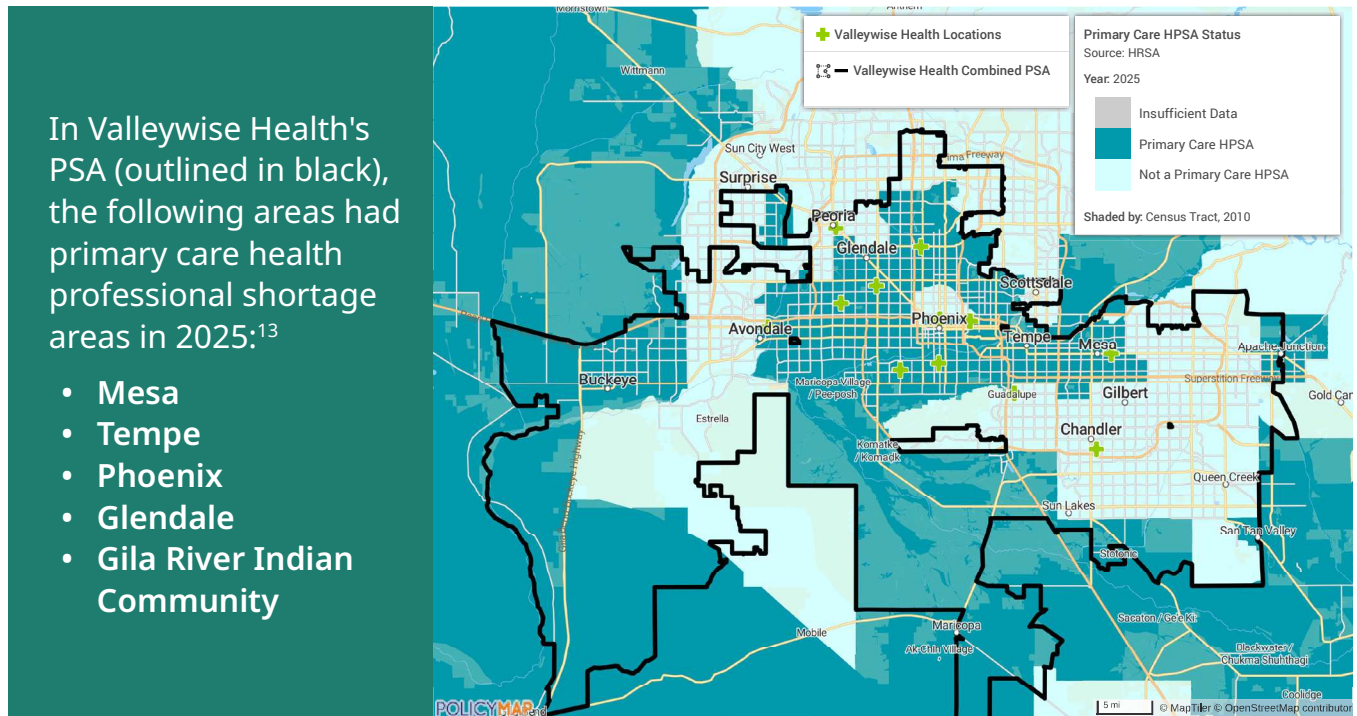 In Valleywise Health's
PSA (outlined in black),
the following areas had
primary care health
professional shortage
areas in 2025:13
• Mesa
• Tempe
• Phoenix
• Glendale
• Gila River Indian
Community
Valleywise Health Locations
Valleywise Health Combined PSA
Primary Care HPSA Status
Source: HRSA
Year: 2025
Insufficient Data
Primary Care HPSA
Not a Primary Care HPSA
Shaded by: Census Tract, 2010
Morristown
Wittmann
Sun City West
Surprise
Peoria
Glendale
Scottsdale
Phoenix
Avondale
Tempe
Mesa
Apache Junction
Buckeye
Maricopa Village
/ Pee-posh
Superstition Freeway
Guadalupe
Gilbert
Gold Can
Estrella
Chandler
Komatke
/ Komadk
Queen Creek
Sun Lakes
San Tan Valley
Stotonic
Sacaton / Ge'e Ki:
Maricopa
Mobile
Ak-Chin Village
Blackwater /
Chukma Shuhthagi
Coolidge
POLICYMAP
5 mi
© MapTiler © OpenStreetMap contributor